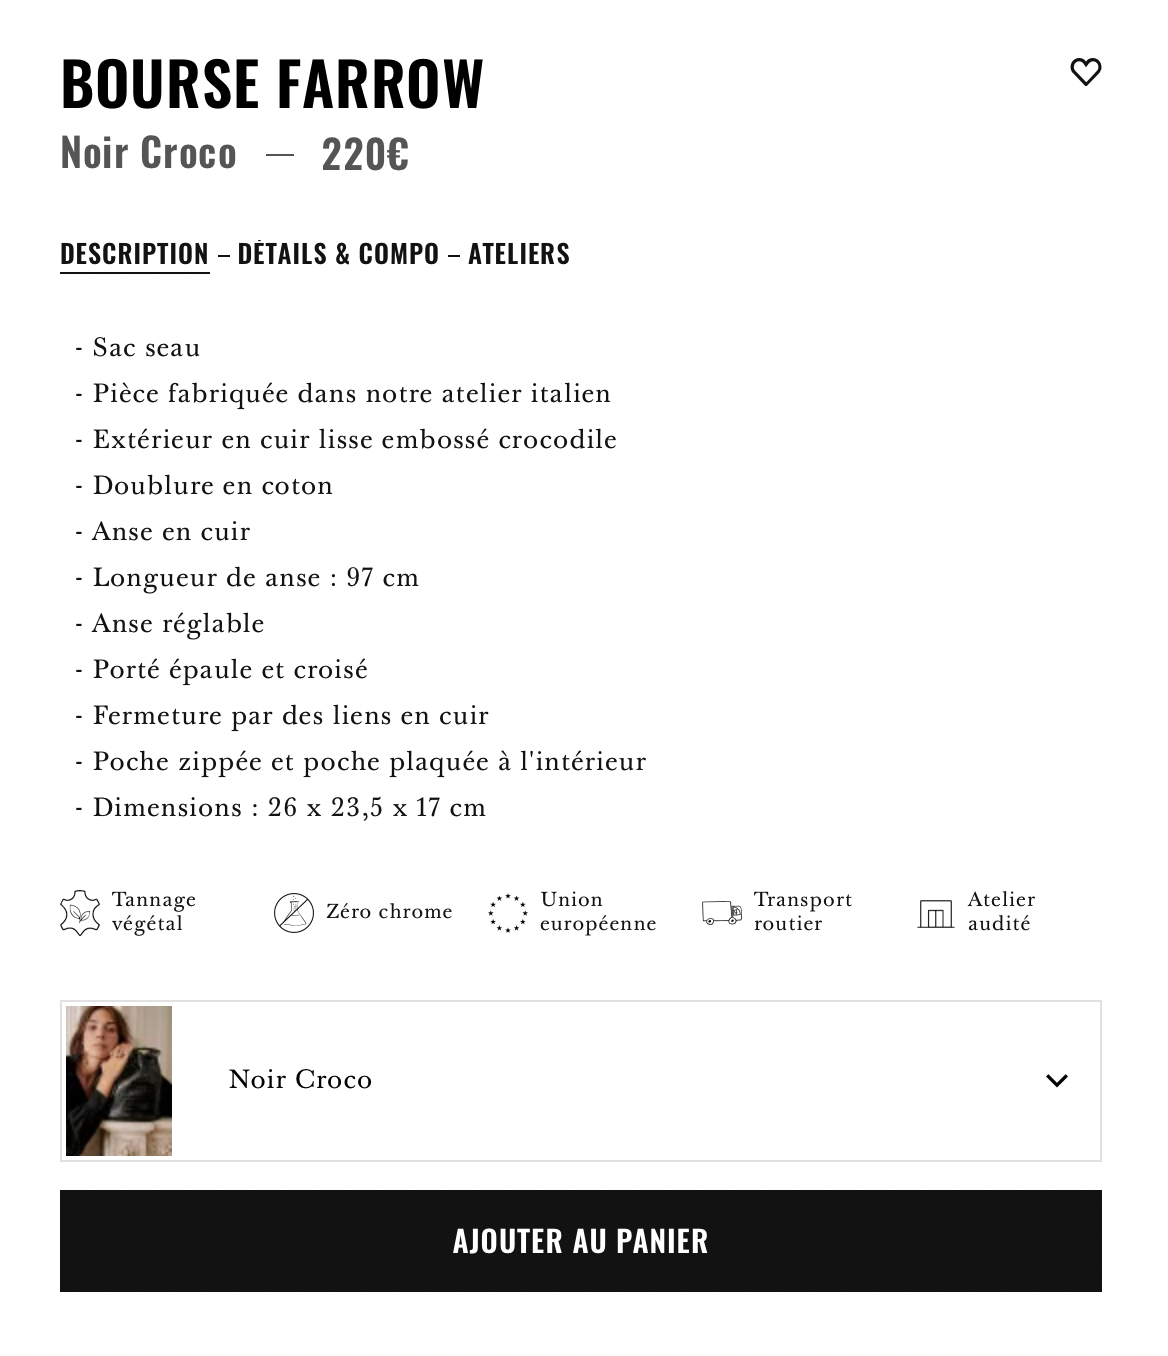 BOURSE FARROW
Noir Croco — 220€
DESCRIPTION – DÉTAILS & COMPO – ATELIERS
- Sac seau
- Pièce fabriquée dans notre atelier italien
- Extérieur en cuir lisse embossé crocodile
- Doublure en coton
- Anse en cuir
- Longueur de anse : 97 cm
- Anse réglable
- Porté épaule et croisé
- Fermeture par des liens en cuir
- Poche zippée et poche plaquée à l'intérieur
- Dimensions : 26 x 23,5 x 17 cm
Tannage
végétal
Zéro chrome
Union
européenne
Transport
routier
Atelier
audité
Noir Croco
AJOUTER AU PANIER